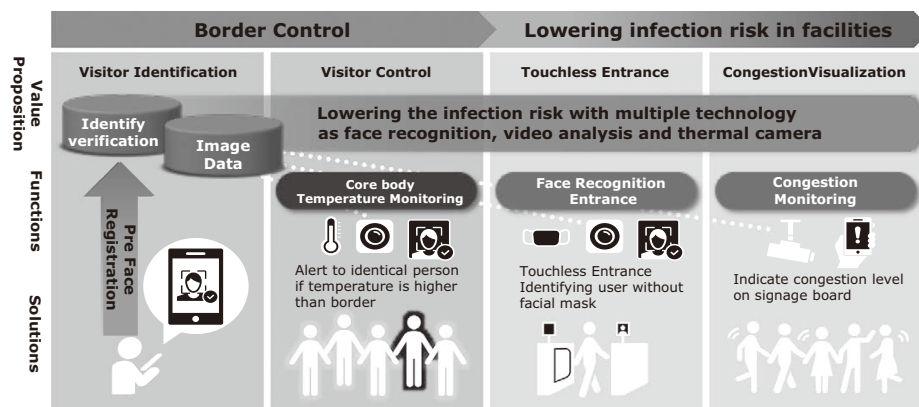 Border Control
Lowering infection risk in facilities
Value
Proposition
Visitor Identification
Visitor Control
Touchless Entrance
CongestionVisualization
Identify
verification
Image
Data
Lowering the infection risk with multiple technology
as face recognition, video analysis and thermal camera
Functions
Pre Face
Registration
Core body
Temperature Monitoring
Face Recognition
Entrance
Congestion
Monitoring
Alert to identical person
if temperature is higher
than border
Touchless Entrance
Identifying user without
facial mask
Indicate congestion level
on signage board
Solutions